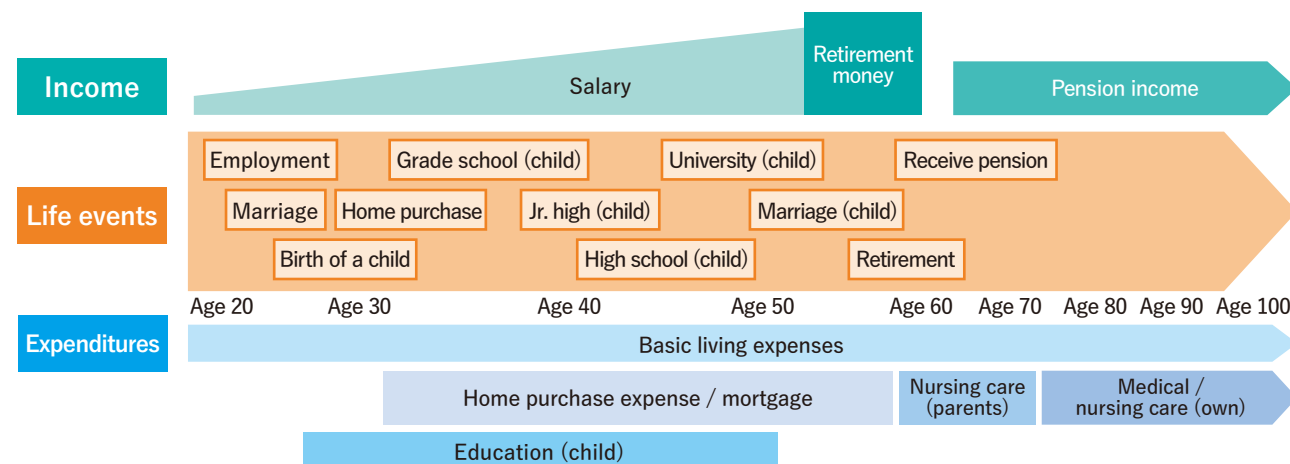 Income
Salary
Retirement
money
Pension income
Life events
Employment
Grade school (child)
University (child)
Receive pension
Marriage
Home purchase
Jr. high (child)
Marriage (child)
Birth of a child
High school (child)
Retirement
Age 20 Age 30 Age 40 Age 50 Age 60 Age 70 Age 80 Age 90 Age 100
Expenditures
Basic living expenses
Home purchase expense / mortgage
Nursing care
(parents)
Medical /
nursing care (own)
Education (child)